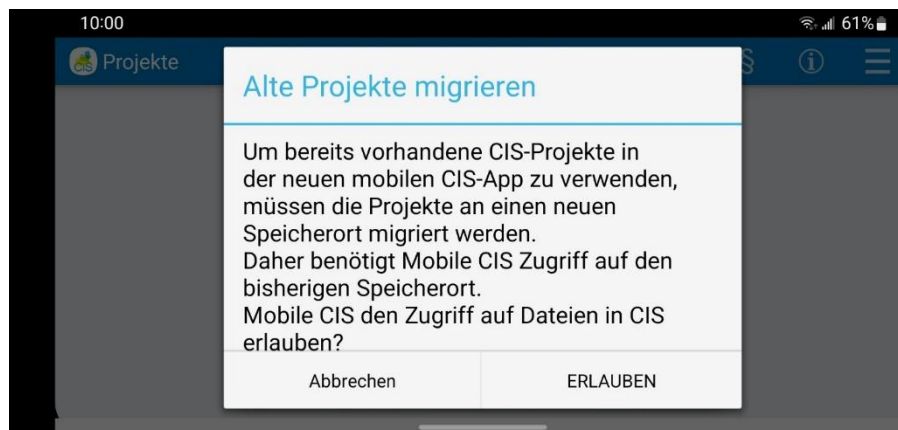 10:00
61%
CIS
Projekte
§
Alte Projekte migrieren
Um bereits vorhandene CIS-Projekte in
der neuen mobilen CIS-App zu verwenden,
müssen die Projekte an einen neuen
Speicherort migriert werden.
Daher benötigt Mobile CIS Zugriff auf den
bisherigen Speicherort.
Mobile CIS den Zugriff auf Dateien in CIS
erlauben?
Abbrechen
ERLAUBEN